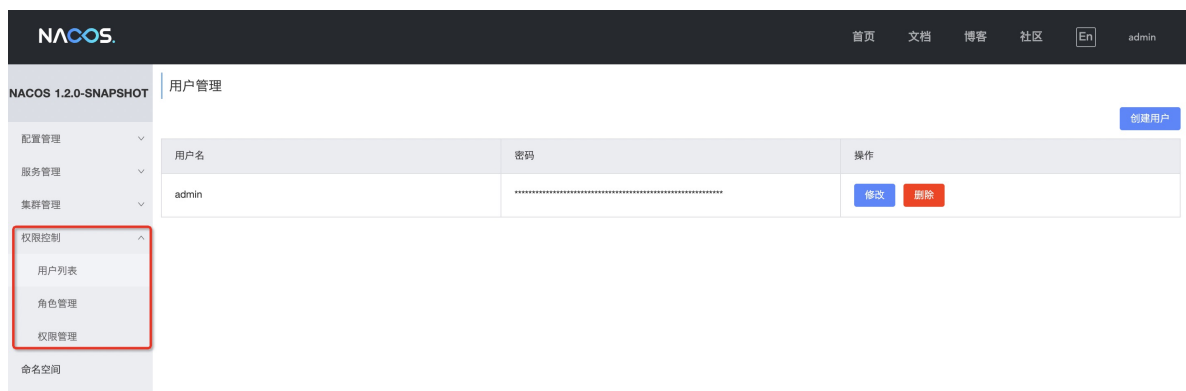 NACOS.
首页 文档 博客 社区 En admin
NACOS 1.2.0-SNAPSHOT
用户管理
创建用户
配置管理
服务管理
集群管理
权限控制
用户列表
角色管理
权限管理
命名空间
用户名 密码 操作
admin ************************************************************ 修改 删除